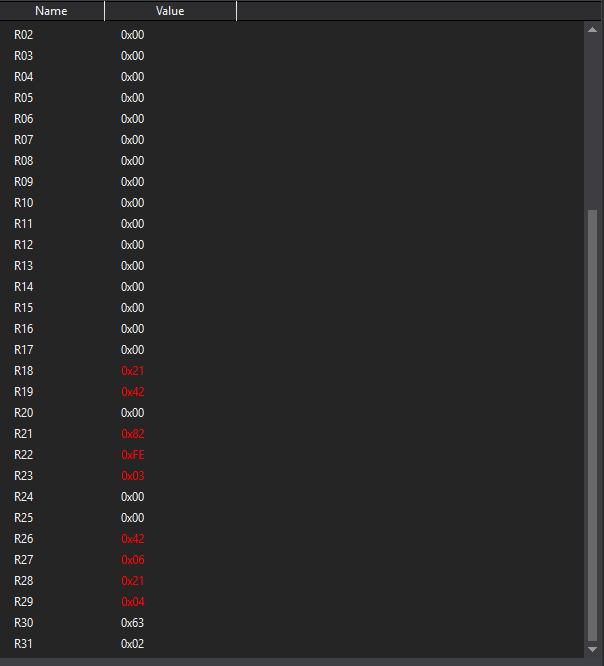 Name Value
R02 0x00
R03 0x00
R04 0x00
R05 0x00
R06 0x00
R07 0x00
R08 0x00
R09 0x00
R10 0x00
R11 0x00
R12 0x00
R13 0x00
R14 0x00
R15 0x00
R16 0x00
R17 0x00
R18 0x21
R19 0x42
R20 0x00
R21 0x82
R22 0xFE
R23 0x03
R24 0x00
R25 0x00
R26 0x42
R27 0x06
R28 0x21
R29 0x04
R30 0x63
R31 0x02